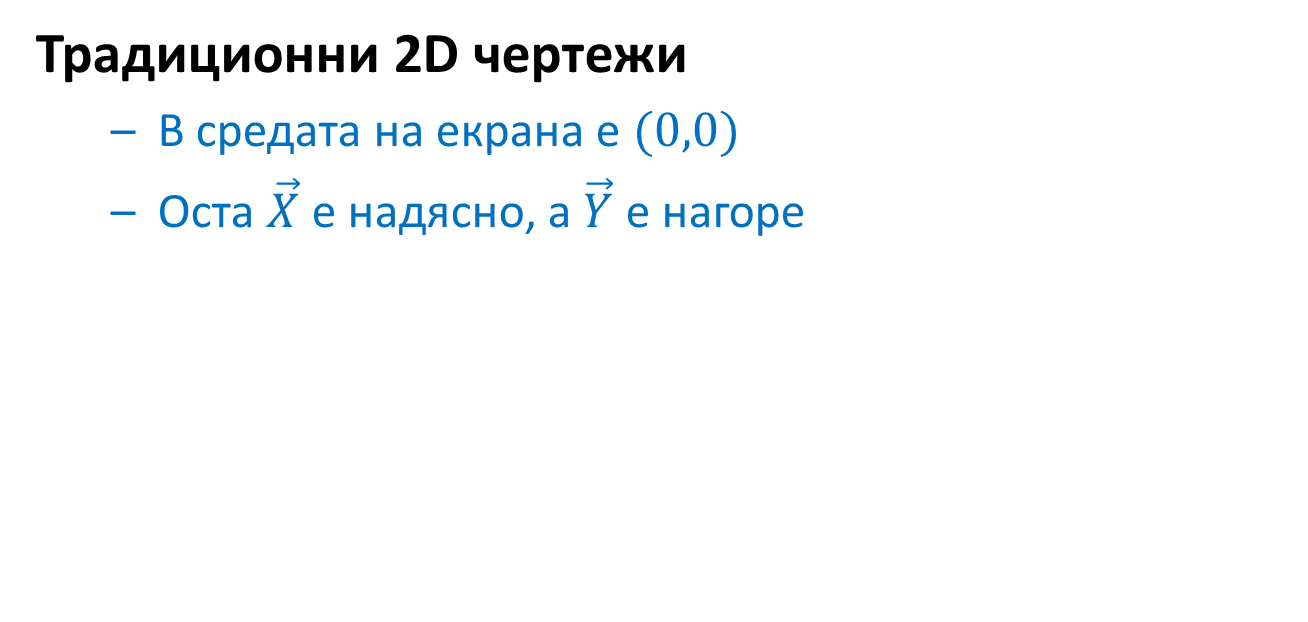 Традиционни 2D чертежи
– В средата на екрана е (0,0)
– Оста X⃗ е надясно, а Y⃗ е нагоре